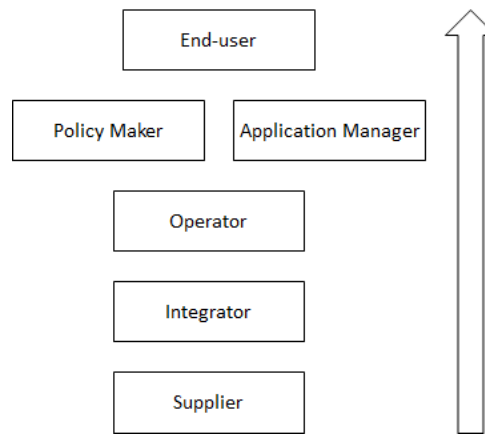 End-user
Policy Maker
Application Manager
Operator
Integrator
Supplier